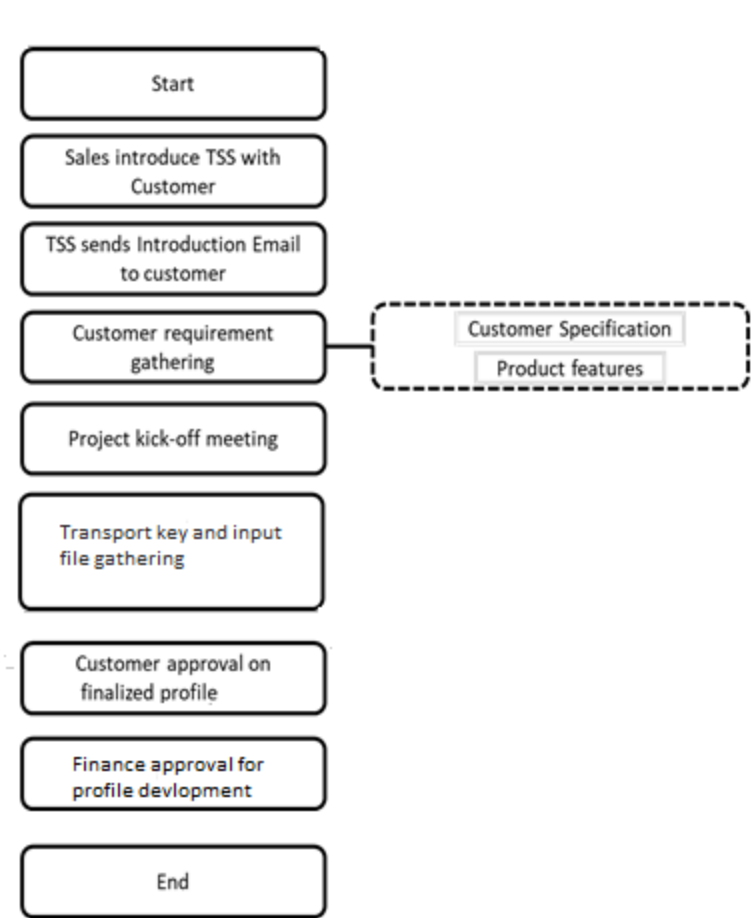 Start
Sales introduce TSS with
Customer
TSS sends Introduction Email
to customer
Customer requirement
gathering
Customer Specification
Product features
Project kick-off meeting
Transport key and input
file gathering
Customer approval on
finalized profile
Finance approval for
profile devlopment
End